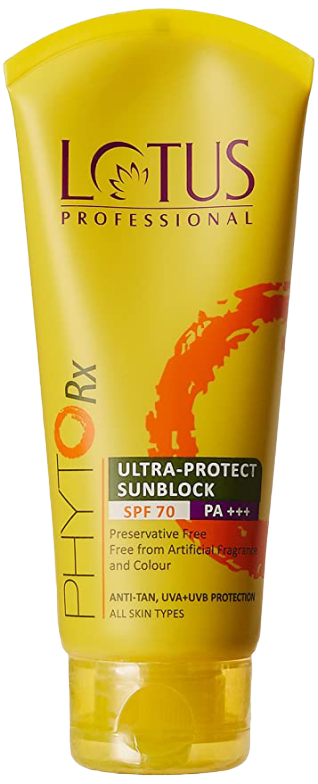 LOTUS
PROFESSIONAL
PHYTORx
ULTRA-PROTECT
SUNBLOCK
SPF 70 PA +++
Preservative Free
Free from Artificial Fragrance
and Colour
ANTI-TAN, UVA+UVB PROTECTION
ALL SKIN TYPES